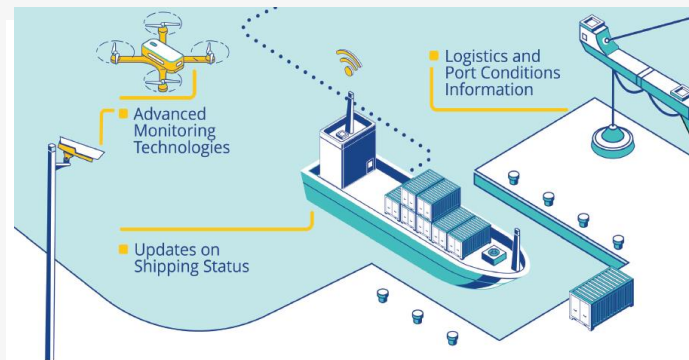 Logistics and
Port Conditions
Information
Advanced
Monitoring
Technologies
Updates on
Shipping Status